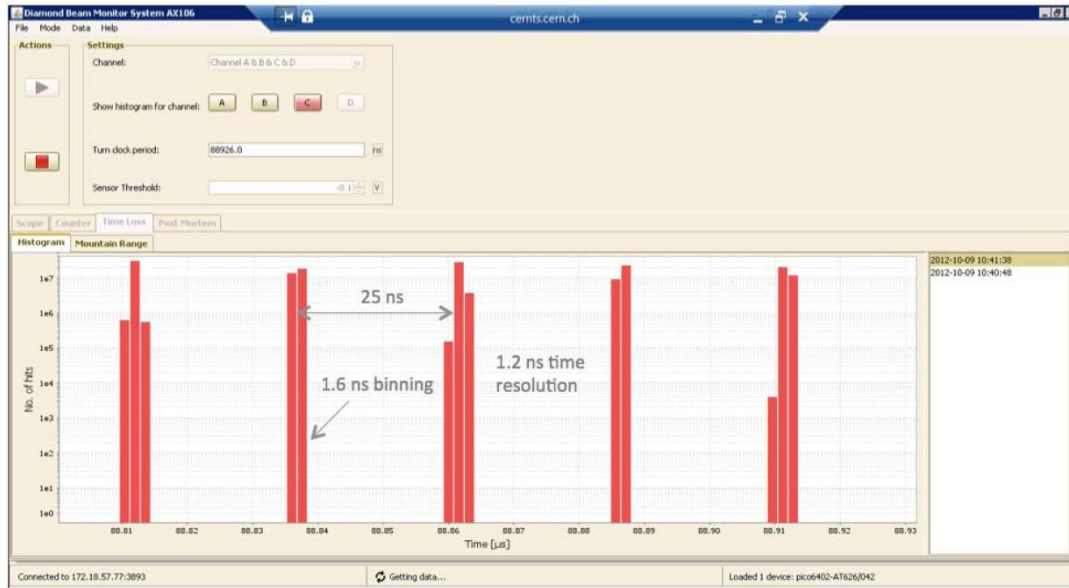 Diamond Beam Monitor System AX106
cernts.cern.ch
File Mode Data Help
Actions
Settings
Channel: Channel A & B & C & D
Show histogram for channel: A B C D
Turn clock period: 88926.0 ns
Sensor Threshold: -0.1 V
Scope Counter Time Loss Post Mortem
Histogram Mountain Range
No. of hits
1e7
1e6
1e5
1e4
1e3
1e2
1e1
1e0
25 ns
1.6 ns binning
1.2 ns time
resolution
88.81 88.82 88.83 88.84 88.85 88.86 88.87 88.88 88.89 88.90 88.91 88.92 88.93
Time [µs]
2012-10-09 10:41:38
2012-10-09 10:40:48
Connected to 172.18.57.77:3893
Getting data...
Loaded 1 device: pico6402-AT626/042